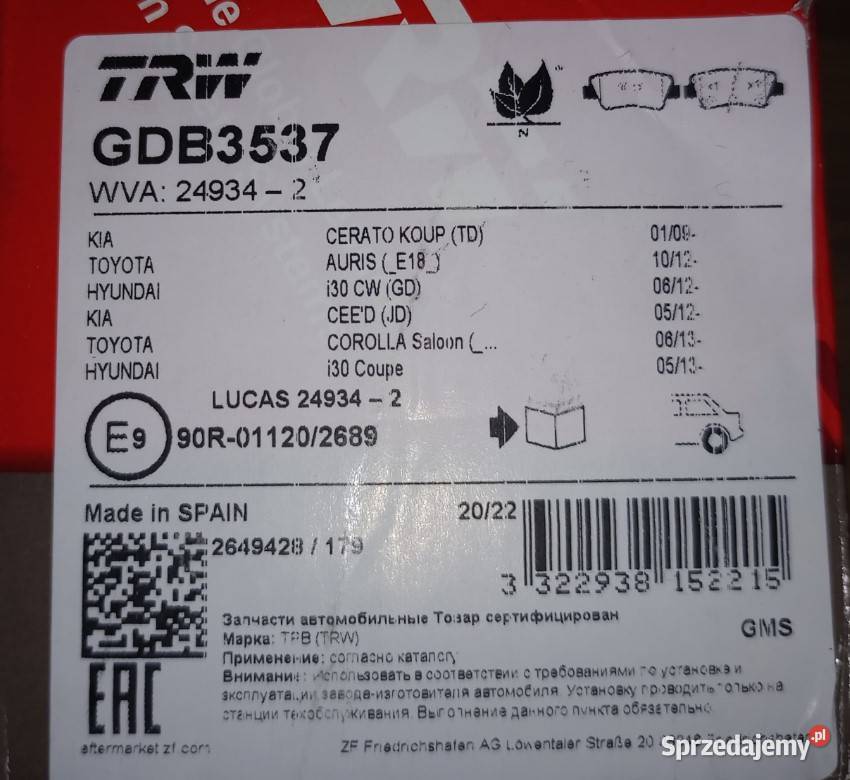 TRW
GDB3537
WVA: 24934 - 2
KIA CERATO KOUP (TD) 01/09-
TOYOTA AURIS (_E18_) 10/12-
HYUNDAI i30 CW (GD) 06/12-
KIA CEE'D (JD) 05/12-
TOYOTA COROLLA Saloon (_... 06/13-
HYUNDAI i30 Coupe 05/13-
LUCAS 24934 - 2
E9 90R-01120/2689
Made in SPAIN 20/22
2649428 / 179
3 322938 152215
Запчасти автомобильные Товар сертифицирован
GMS
Марка: ТРВ (TRW)
Применение: согласно каталогу
Внимание: Использовать в соответствии с требованиями по установке и
эксплуатации завода-изготовителя автомобиля. Установку проводить только на
станции техобслуживания. Выполнение данного пункта обязательно.
EAC
aftermarket.zf.com
ZF Friedrichshafen AG Löwentaler Straße 20
Sprzedajemy.pl